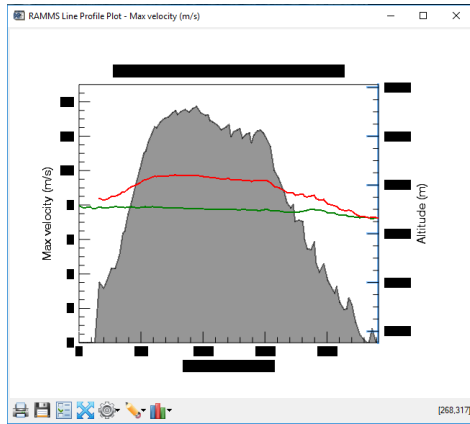 RAMMS Line Profile Plot - Max velocity (m/s)
Max velocity (m/s)
Altitude (m)
[268,317]